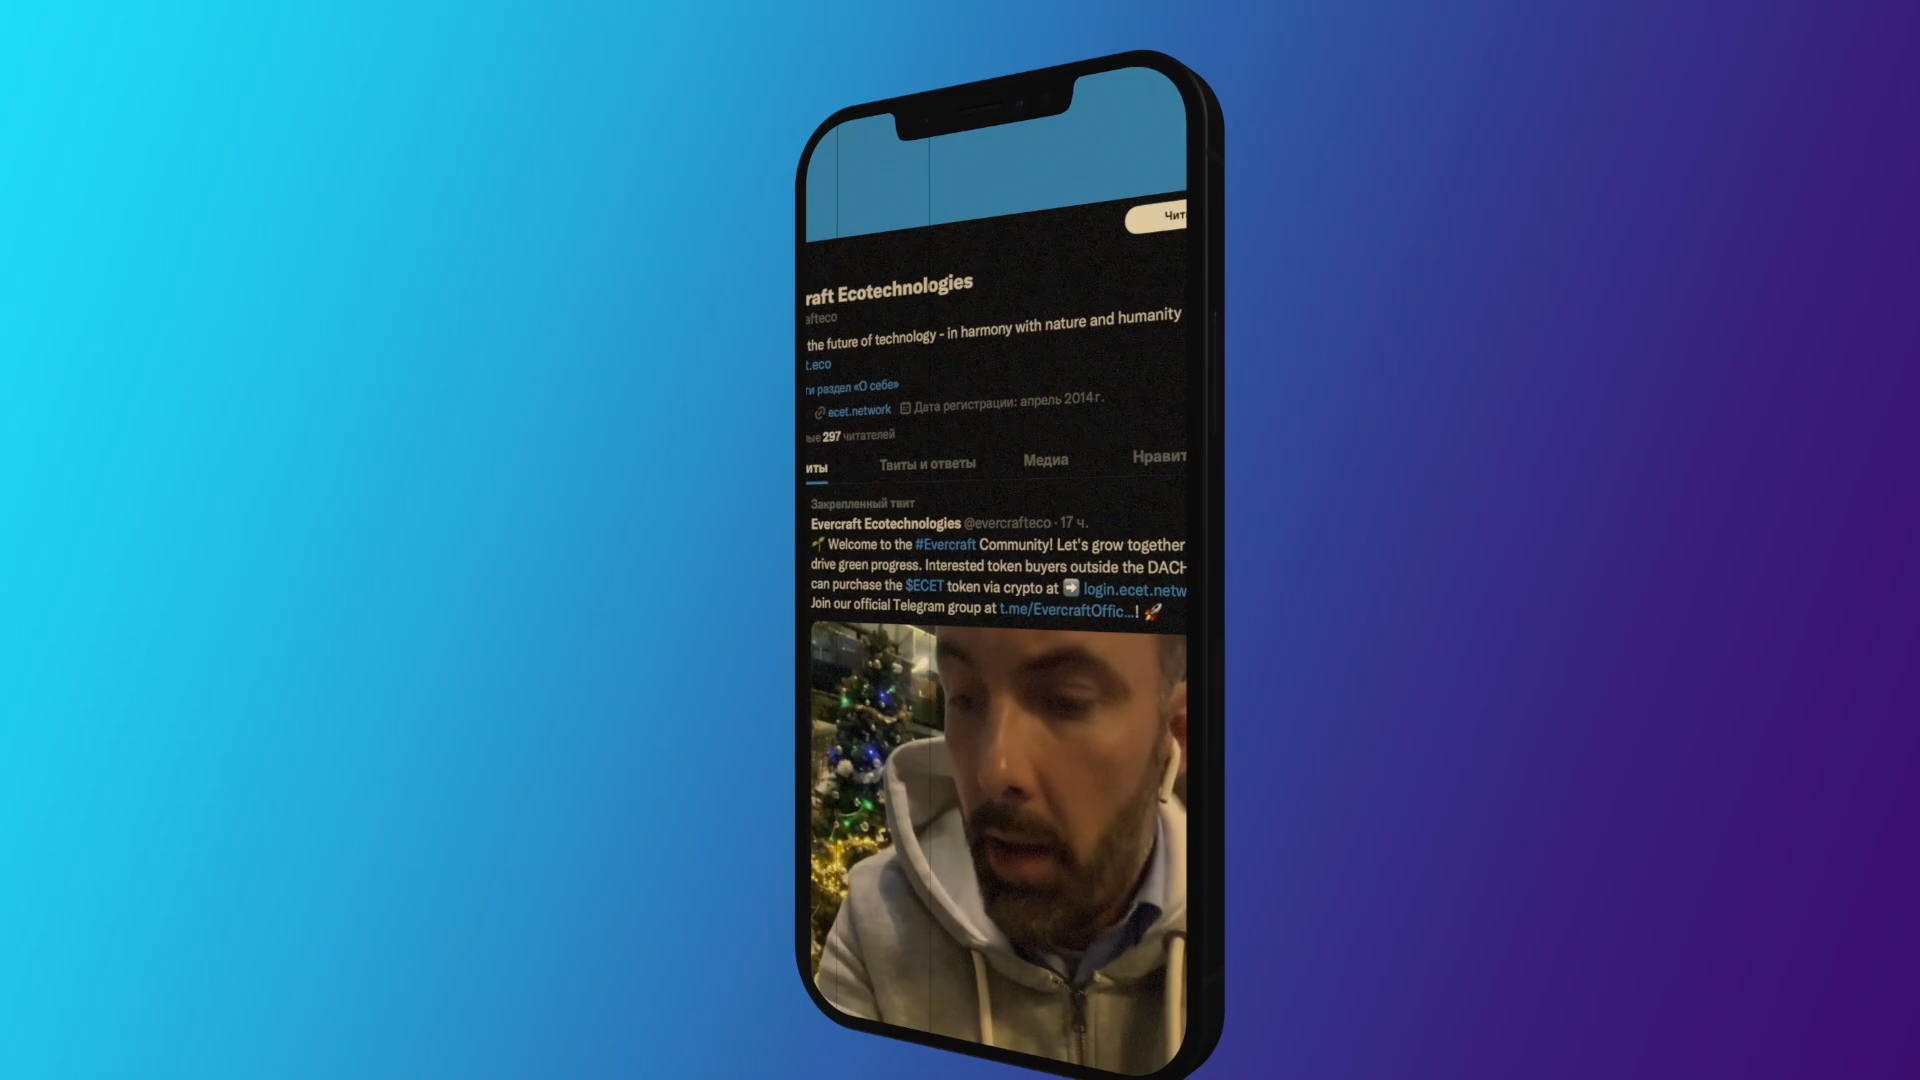 Чит
raft Ecotechnologies
afteco
the future of technology - in harmony with nature and humanity
t.eco
ти раздел «О себе»
ecet.network Дата регистрации: апрель 2014 г.
ые 297 читателей
иты Твиты и ответы Медиа Нравит
Закрепленный твит
Evercraft Ecotechnologies @evercrafteco · 17 ч.
🌱 Welcome to the #Evercraft Community! Let's grow together
drive green progress. Interested token buyers outside the DACH
can purchase the $ECET token via crypto at ➡ login.ecet.netw
Join our official Telegram group at t.me/EvercraftOffic...! 🚀